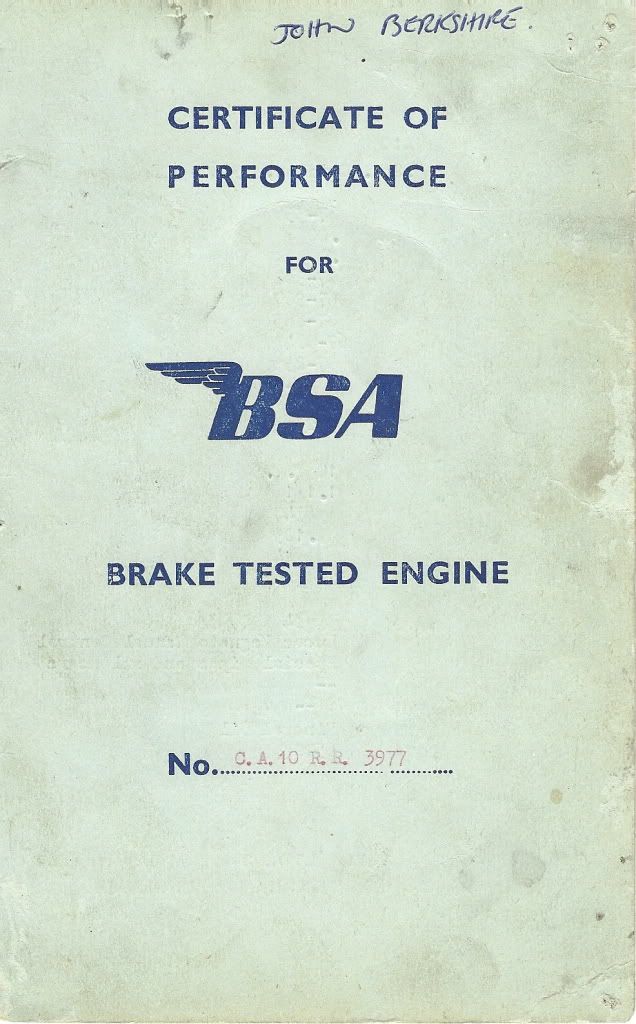 JOHN BERKSHIRE.
CERTIFICATE OF
PERFORMANCE
FOR
BSA
BRAKE TESTED ENGINE
No. C.A.10 R.R. 3977